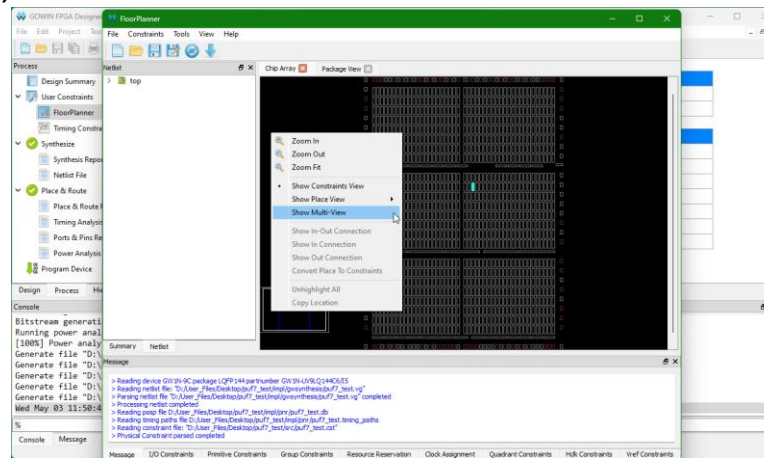 GOWIN FPGA Designe
File Edit Project Too
Process
Design Summary
User Constraints
FloorPlanner
Timing Constra
Synthesize
Synthesis Repo
Netlist File
Place & Route
Place & Route R
Timing Analysis
Ports & Pins Re
Power Analysis
Program Device
Design Process Hi
Console
Bitstream generati
Running power anal
[100%] Power analy
Generate file "D:\
Generate file "D:\
Generate file "D:\
Generate file "D:\
Generate file "D:\
Wed May 03 11:50:4
%
Console Message
FloorPlanner
File Constraints Tools View Help
Netlist
top
Summary Netlist
Chip Array Package View
Zoom In
Zoom Out
Zoom Fit
Show Constraints View
Show Place View
Show Multi-View
Show In-Out Connection
Show In Connection
Show Out Connection
Convert Place To Constraints
Unhighlight All
Copy Location
Message
> Reading device GW1N-9C package LQFP144 partnumber GW1N-UV9LQ144C6/I5
> Reading netlist file: "D:/User_Files/Desktop/puf7_test/impl/gwsynthesis/puf7_test.vg"
> Parsing netlist file "D:/User_Files/Desktop/puf7_test/impl/gwsynthesis/puf7_test.vg" completed
> Processing netlist completed
> Reading posp file D:/User_Files/Desktop/puf7_test/impl/pnr/puf7_test.db
> Reading timing paths file D:/User_Files/Desktop/puf7_test/impl/pnr/puf7_test.timing_paths
> Reading constraint file: "D:/User_Files/Desktop/puf7_test/src/puf7_test.cst"
> Physical Constraint parsed completed
Message I/O Constraints Primitive Constraints Group Constraints Resource Reservation Clock Assignment Quadrant Constraints Hclk Constraints Vref Constraints